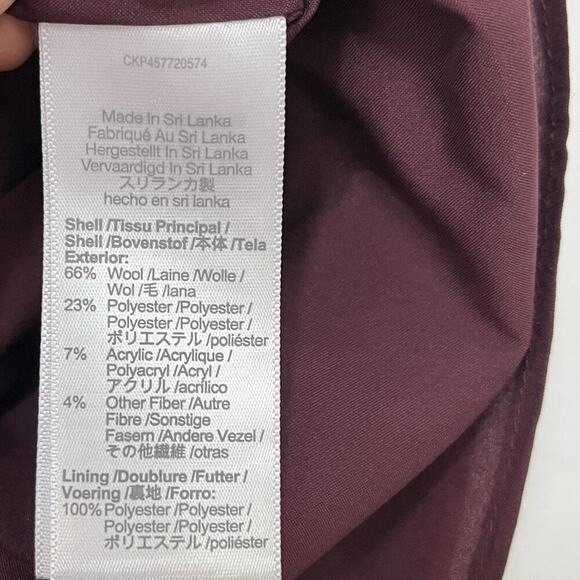 CKP457720574
Made In Sri Lanka
Fabriqué Au Sri Lanka
Hergestellt In Sri Lanka
Vervaardigd In Sri Lanka
スリランカ製
hecho en sri lanka
Shell /Tissu Principal /
Shell /Bovenstof /本体 /Tela
Exterior:
66% Wool /Laine /Wolle /
Wol /毛 /lana
23% Polyester /Polyester /
Polyester /Polyester /
ポリエステル /poliéster
7% Acrylic /Acrylique /
Polyacryl /Acryl /
アクリル /acrílico
4% Other Fiber /Autre
Fibre /Sonstige
Fasern /Andere Vezel /
その他繊維 /otras
Lining /Doublure /Futter /
Voering /裏地 /Forro:
100% Polyester /Polyester /
Polyester /Polyester /
ポリエステル /poliéster